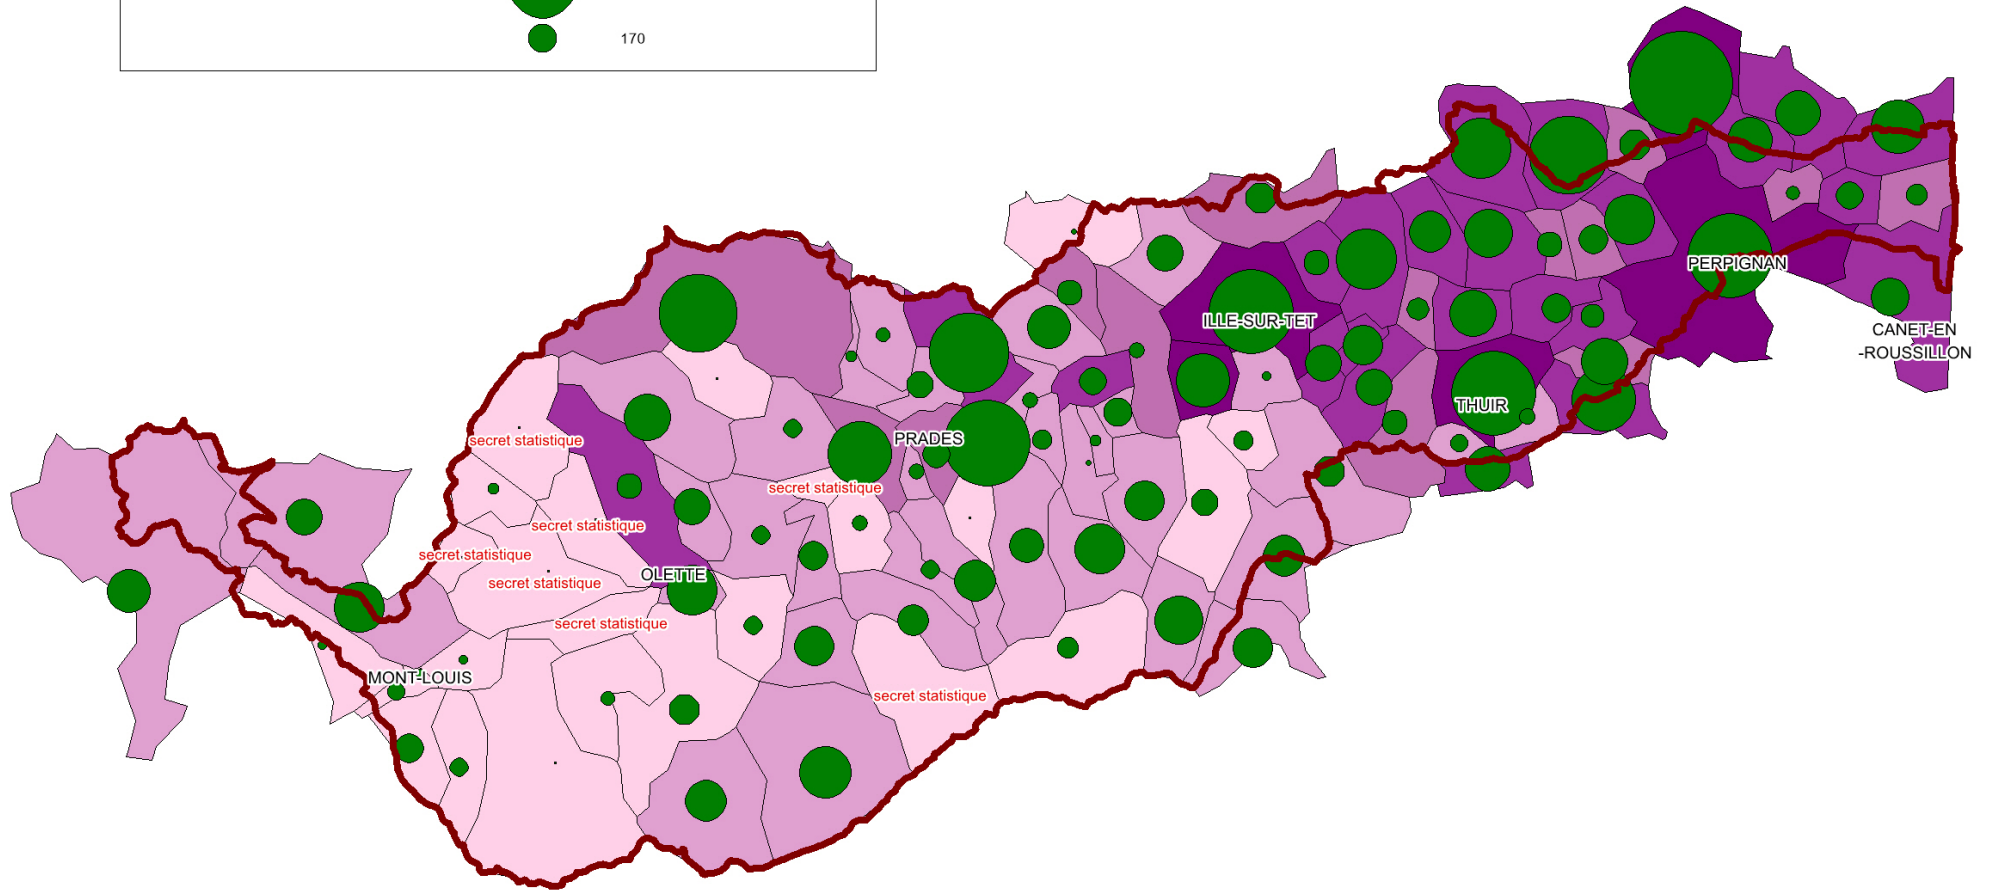 170
PERPIGNAN
ILLE-SUR-TET
CANET-EN
-ROUSSILLON
THUIR
PRADES
secret statistique
secret statistique
secret statistique
secret statistique
OLETTE
secret statistique
secret statistique
MONT-LOUIS
secret statistique